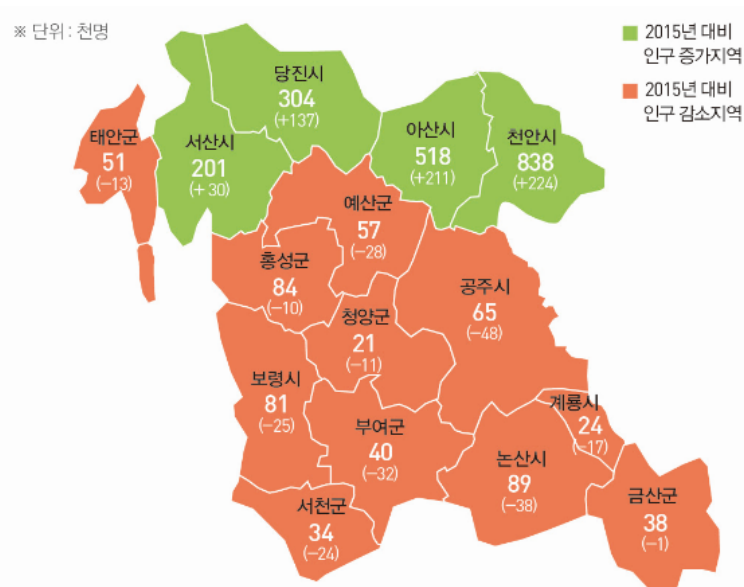 ※ 단위 : 천명
2015년 대비
인구 증가지역
2015년 대비
인구 감소지역
당진시
304
(+137)
태안군
51
(−13)
서산시
201
(+30)
아산시
518
(+211)
천안시
838
(+224)
예산군
57
(−28)
홍성군
84
(−10)
공주시
65
(−48)
청양군
21
(−11)
보령시
81
(−25)
계룡시
24
(−17)
부여군
40
(−32)
논산시
89
(−38)
금산군
38
(−1)
서천군
34
(−24)